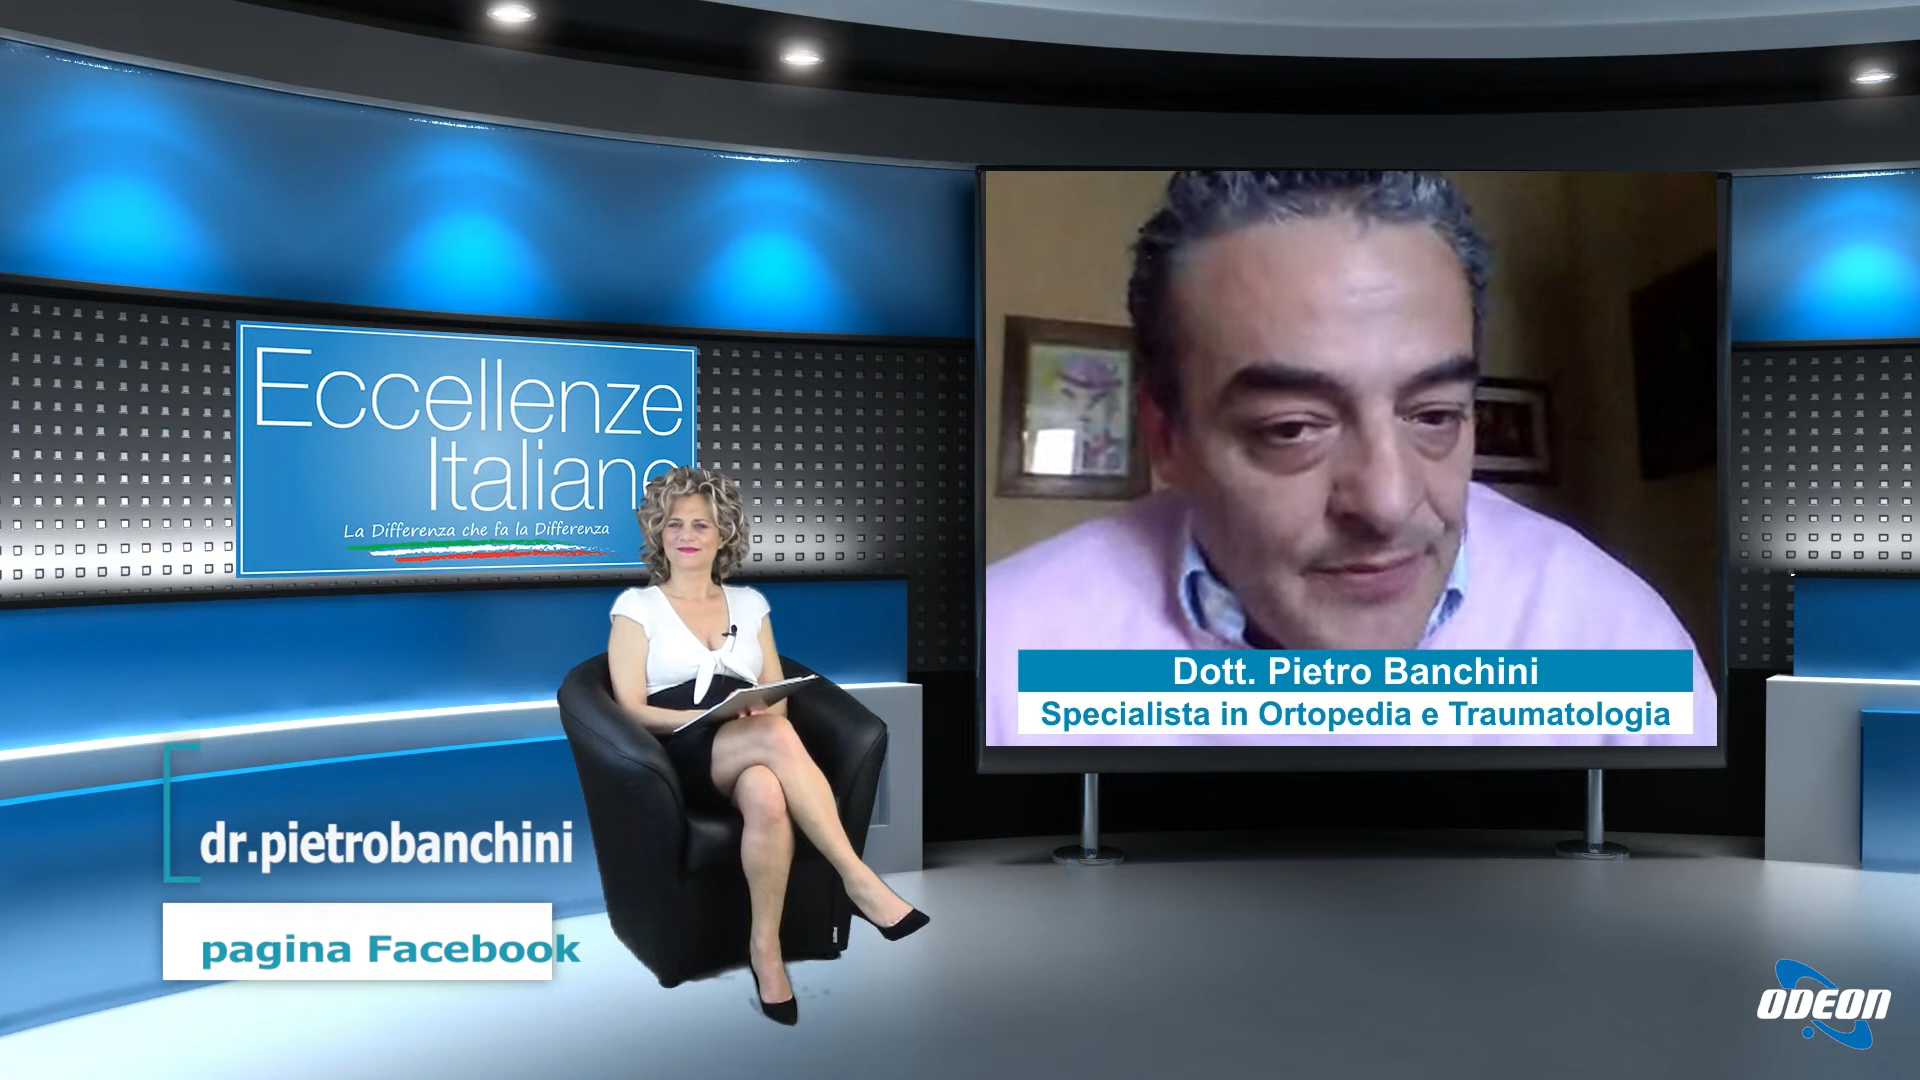 Eccellenze
Italiane
La Differenza che fa la Differenza
Dott. Pietro Banchini
Specialista in Ortopedia e Traumatologia
dr.pietrobanchini
pagina Facebook
ODEON